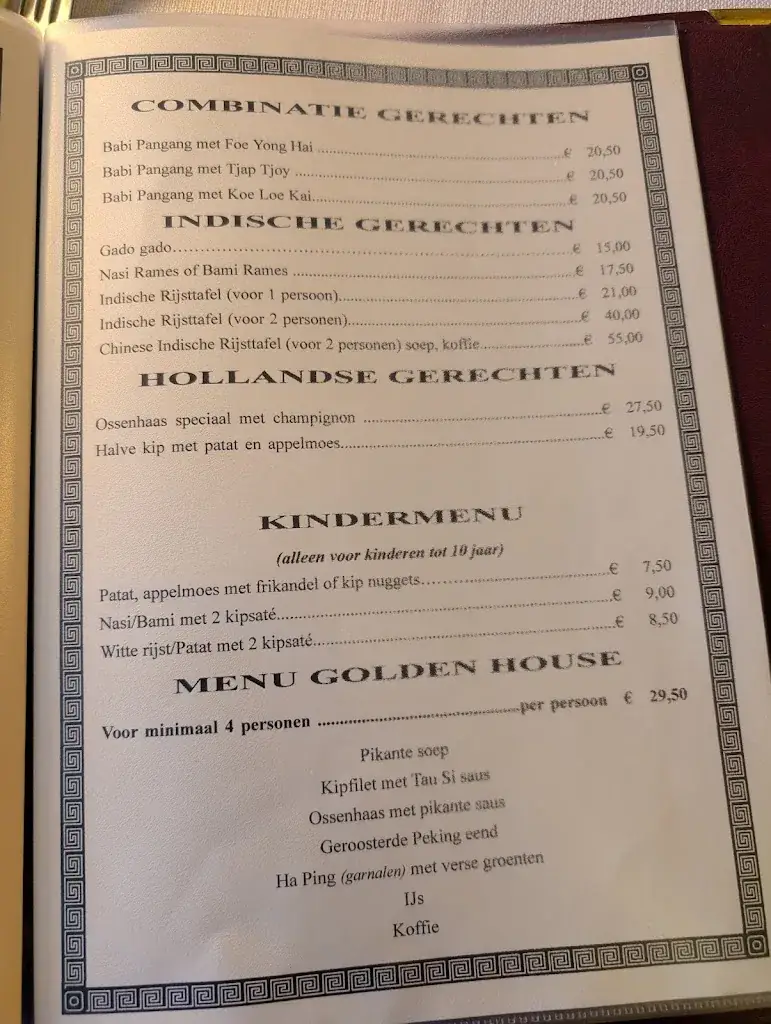 COMBINATIE GERECHTEN
Babi Pangang met Foe Yong Hai ........ € 20,50
Babi Pangang met Tjap Tjoy ........ € 20,50
Babi Pangang met Koe Loe Kai........ € 20,50
INDISCHE GERECHTEN
Gado gado........ € 15,00
Nasi Rames of Bami Rames ........ € 17,50
Indische Rijsttafel (voor 1 persoon)........ € 21,00
Indische Rijsttafel (voor 2 personen)........ € 40,00
Chinese Indische Rijsttafel (voor 2 personen) soep, koffie........ € 55,00
HOLLANDSE GERECHTEN
Ossenhaas speciaal met champignon ........ € 27,50
Halve kip met patat en appelmoes........ € 19,50
KINDERMENU
(alleen voor kinderen tot 10 jaar)
Patat, appelmoes met frikandel of kip nuggets........ € 7,50
Nasi/Bami met 2 kipsaté........ € 9,00
Witte rijst/Patat met 2 kipsaté........ € 8,50
MENU GOLDEN HOUSE
Voor minimaal 4 personen ........per persoon € 29,50
Pikante soep
Kipfilet met Tau Si saus
Ossenhaas met pikante saus
Geroosterde Peking eend
Ha Ping (garnalen) met verse groenten
IJs
Koffie